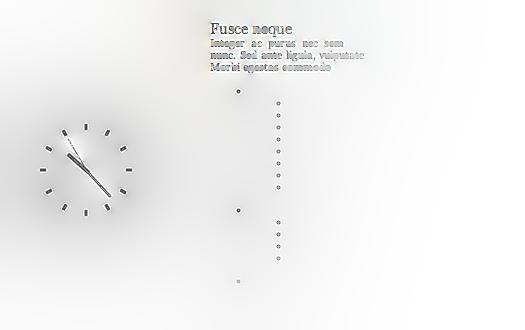 Fusce neque
Integer ac purus nec sem
nunc. Sed ante ligula, vulputate
Morbi egestas commodo